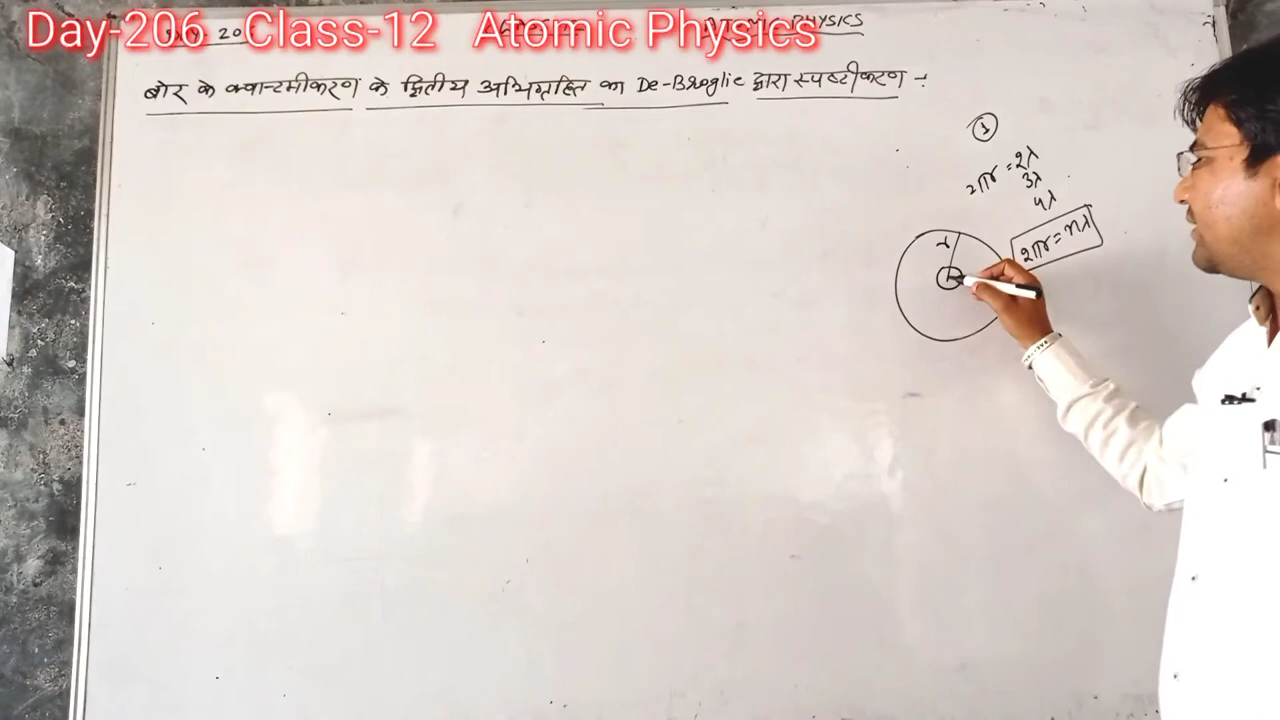 Day-206 Class-12 Atomic Physics
PHYSICS
बोर के क्वान्टमीकरण के द्वितीय अभिगृहित का De-Broglie द्वारा स्पष्टीकरण :-
1
2πr = 2λ
3λ
4λ
2πr = nλ
r